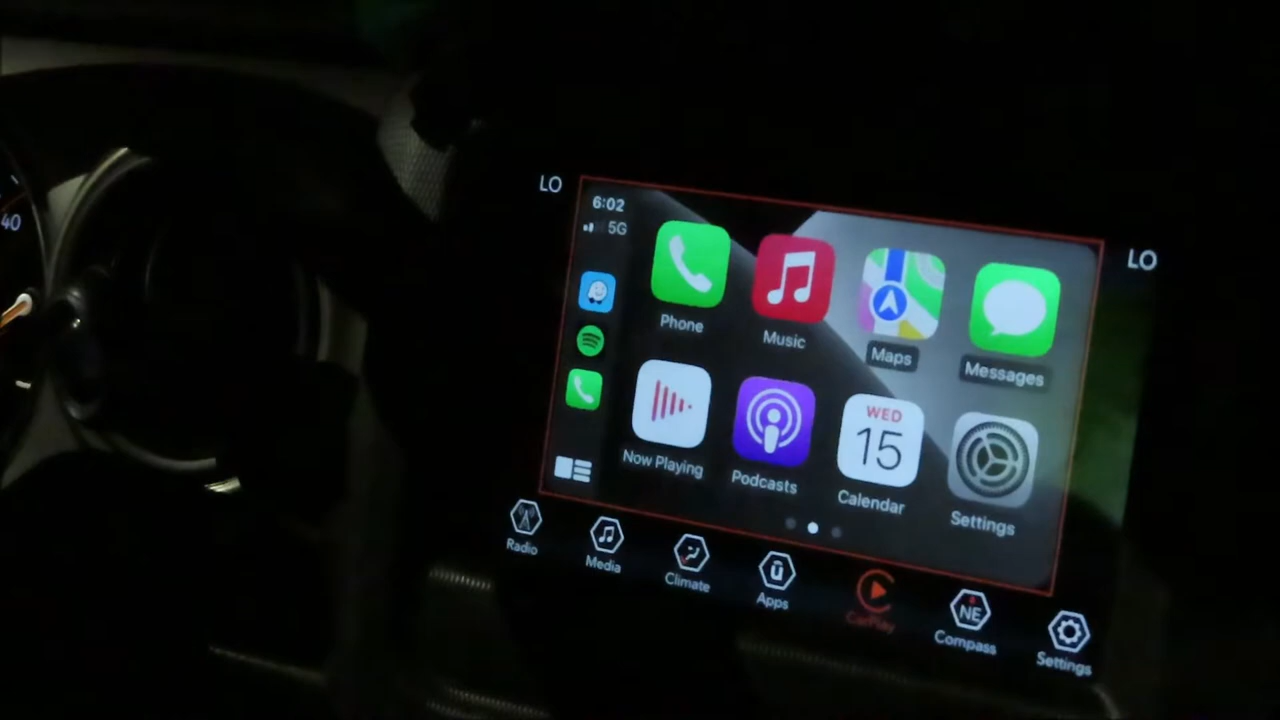 40
LO
LO
6:02
5G
Phone
Music
Maps
Messages
Now Playing
Podcasts
WED
15
Calendar
Settings
Radio
Media
Climate
ū
Apps
CarPlay
NE
Compass
Settings